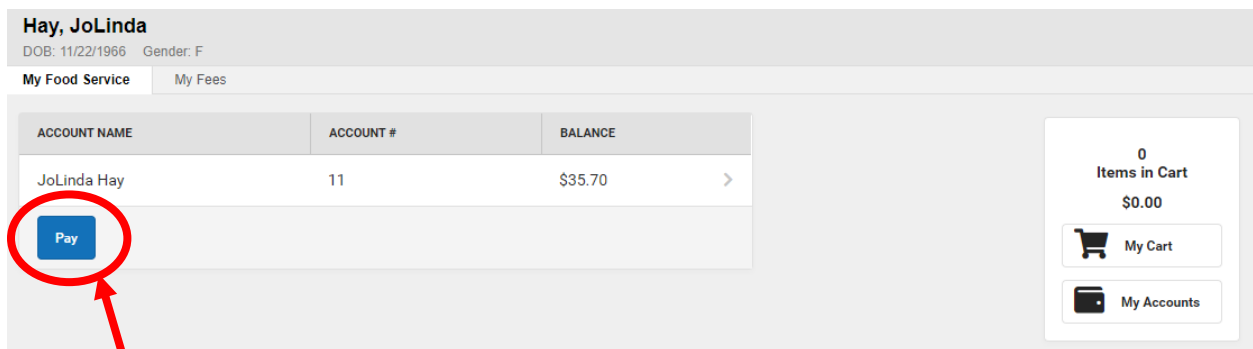 Hay, JoLinda
DOB: 11/22/1966 Gender: F
My Food Service My Fees
ACCOUNT NAME ACCOUNT # BALANCE
JoLinda Hay 11 $35.70
Pay
0
Items in Cart
$0.00
My Cart
My Accounts